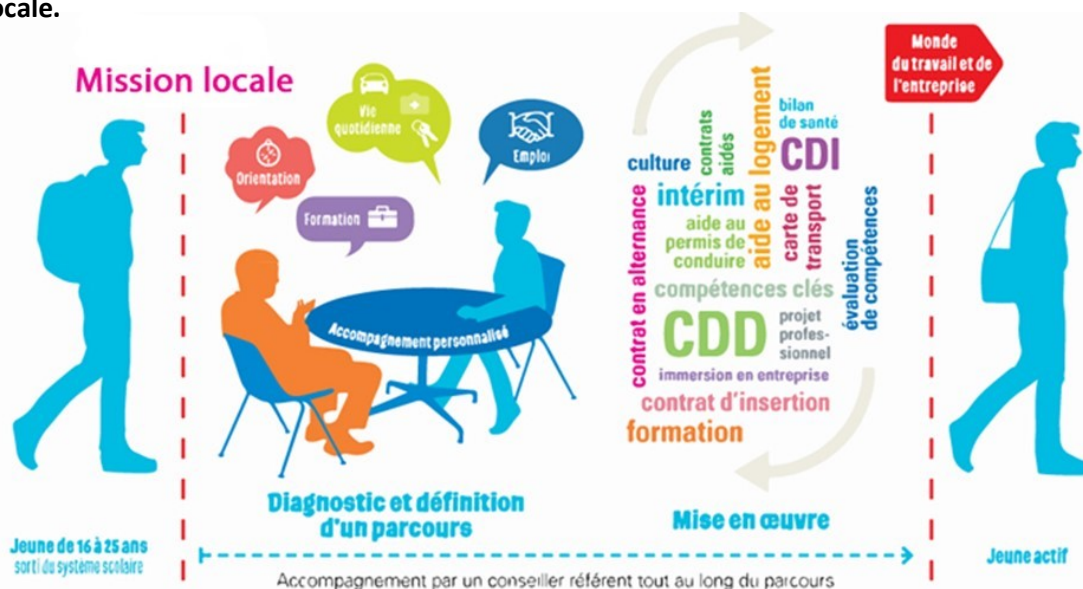 ocale.
Mission locale
Orientation
Vie
quotidienne
Emploi
Formation
Accompagnement personnalisé
Diagnostic et définition
d'un parcours
culture
contrats
aidés
aide au logement
bilan
de santé
CDI
intérim
contrat en alternance
aide au
permis de
conduire
carte de
transport
évaluation
de compétences
compétences clés
CDD
projet
profes-
sionnel
immersion en entreprise
contrat d'insertion
formation
Mise en œuvre
Monde
du travail et de
l'entreprise
Jeune de 16 à 25 ans
sorti du système scolaire
Jeune actif
Accompagnement par un conseiller référent tout au long du parcours